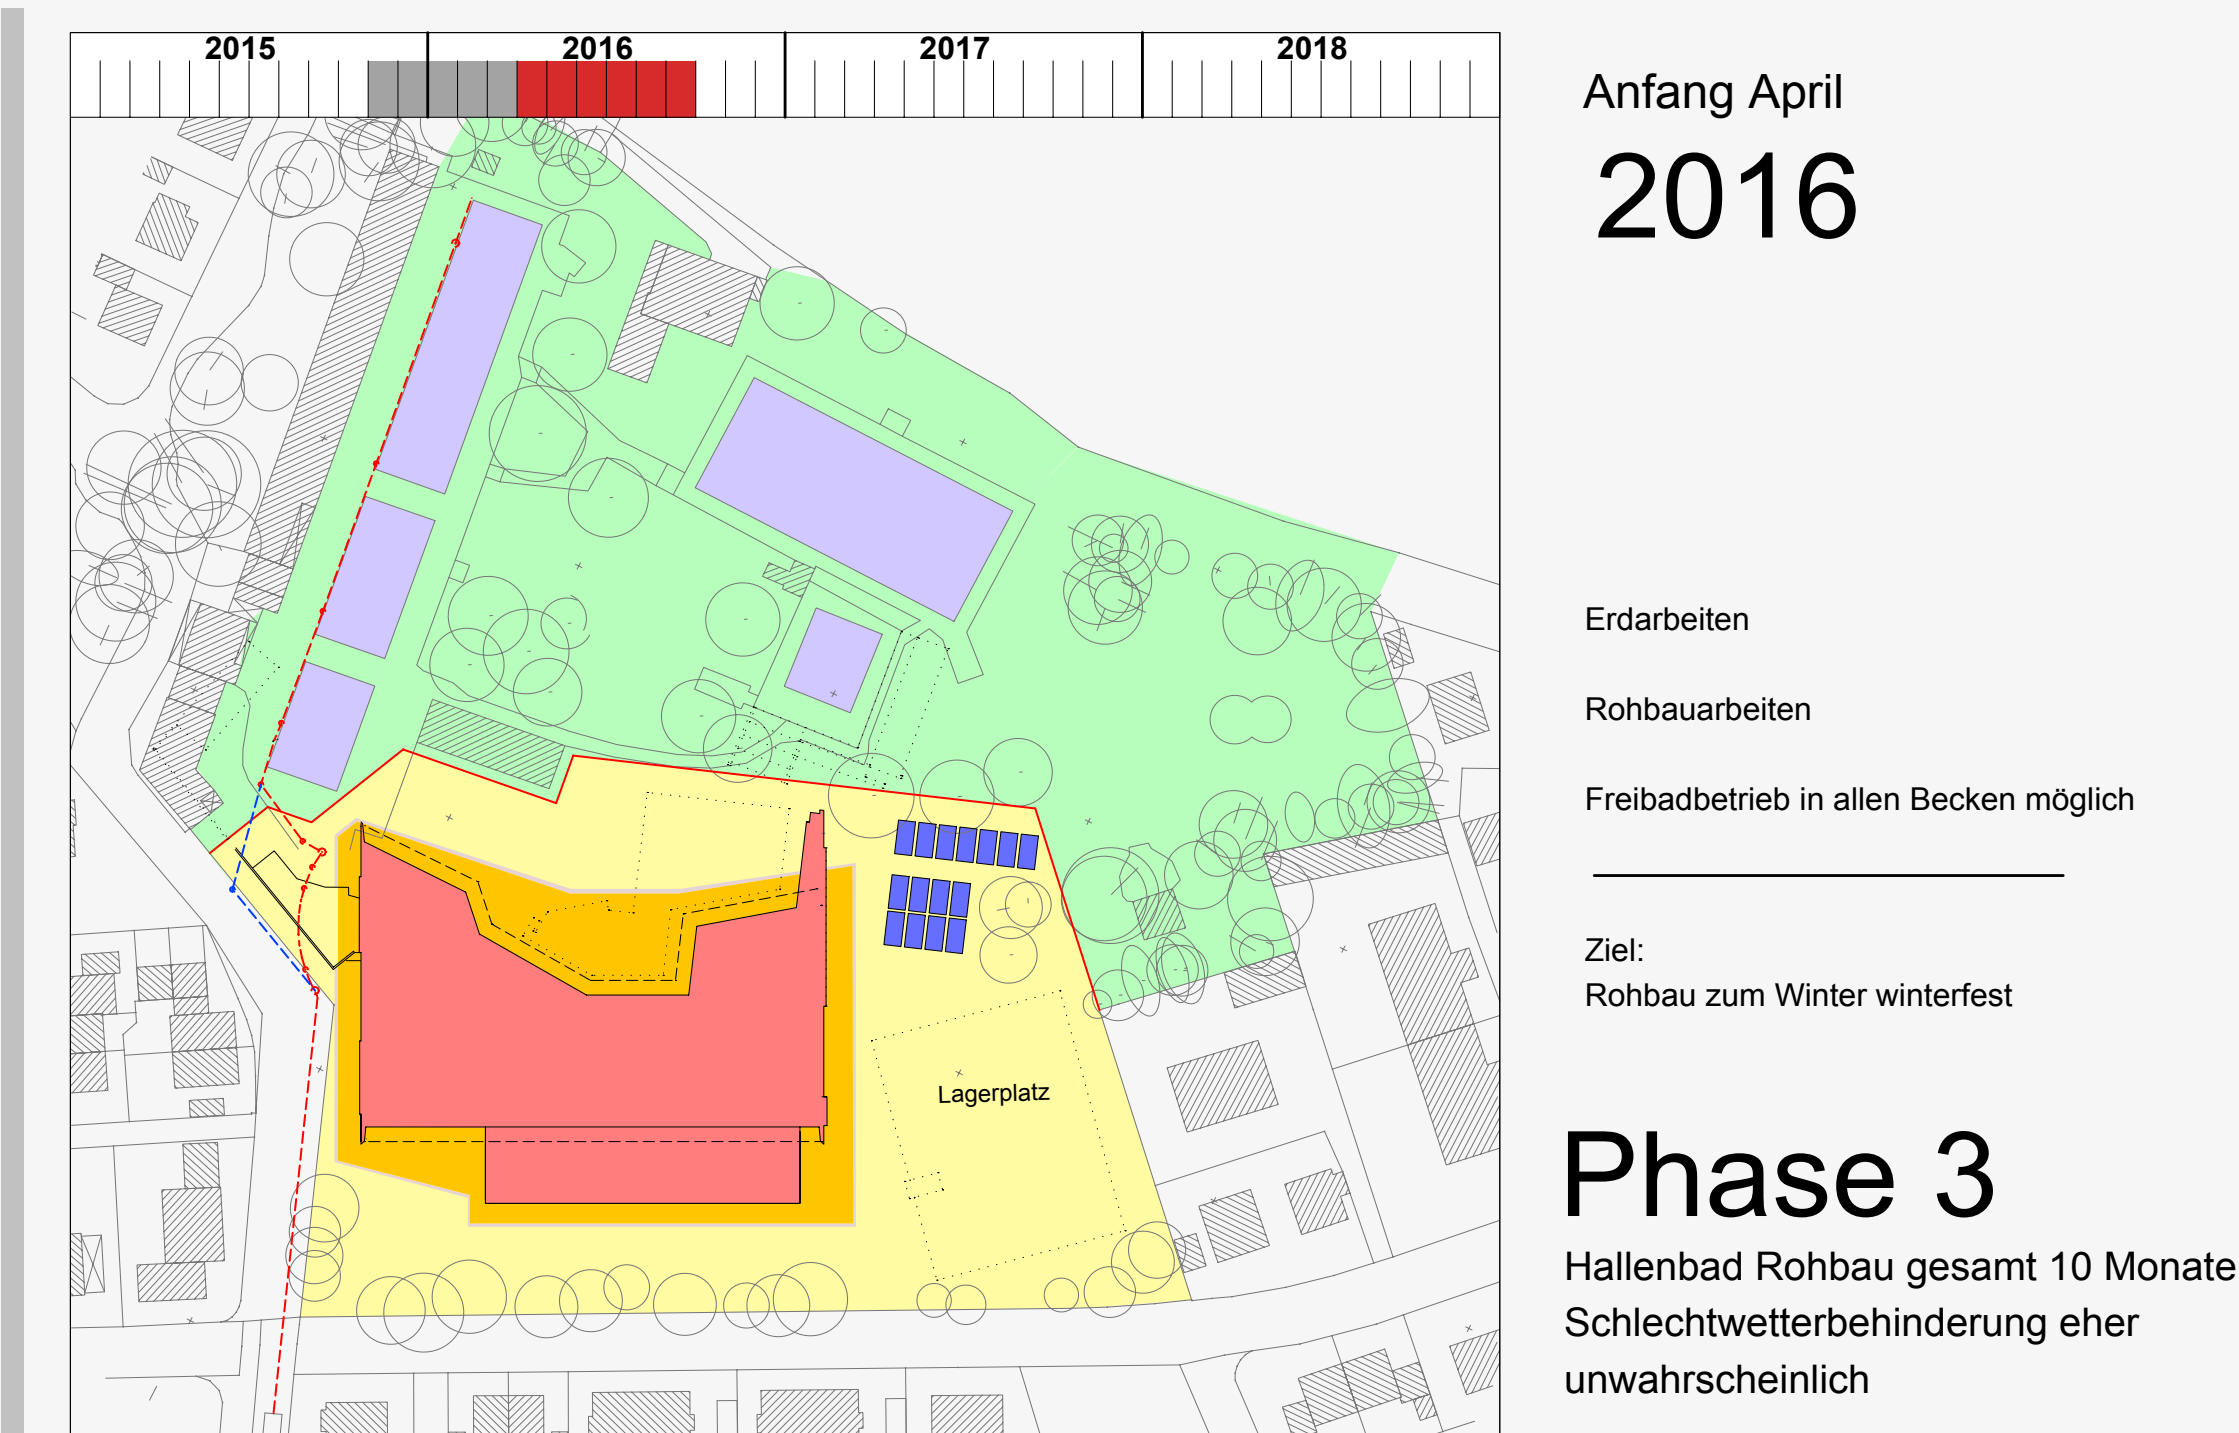 2015 2016 2017 2018
Anfang April
2016
Erdarbeiten
Rohbauarbeiten
Freibadbetrieb in allen Becken möglich
Ziel:
Rohbau zum Winter winterfest
Lagerplatz
Phase 3
Hallenbad Rohbau gesamt 10 Monate
Schlechtwetterbehinderung eher
unwahrscheinlich